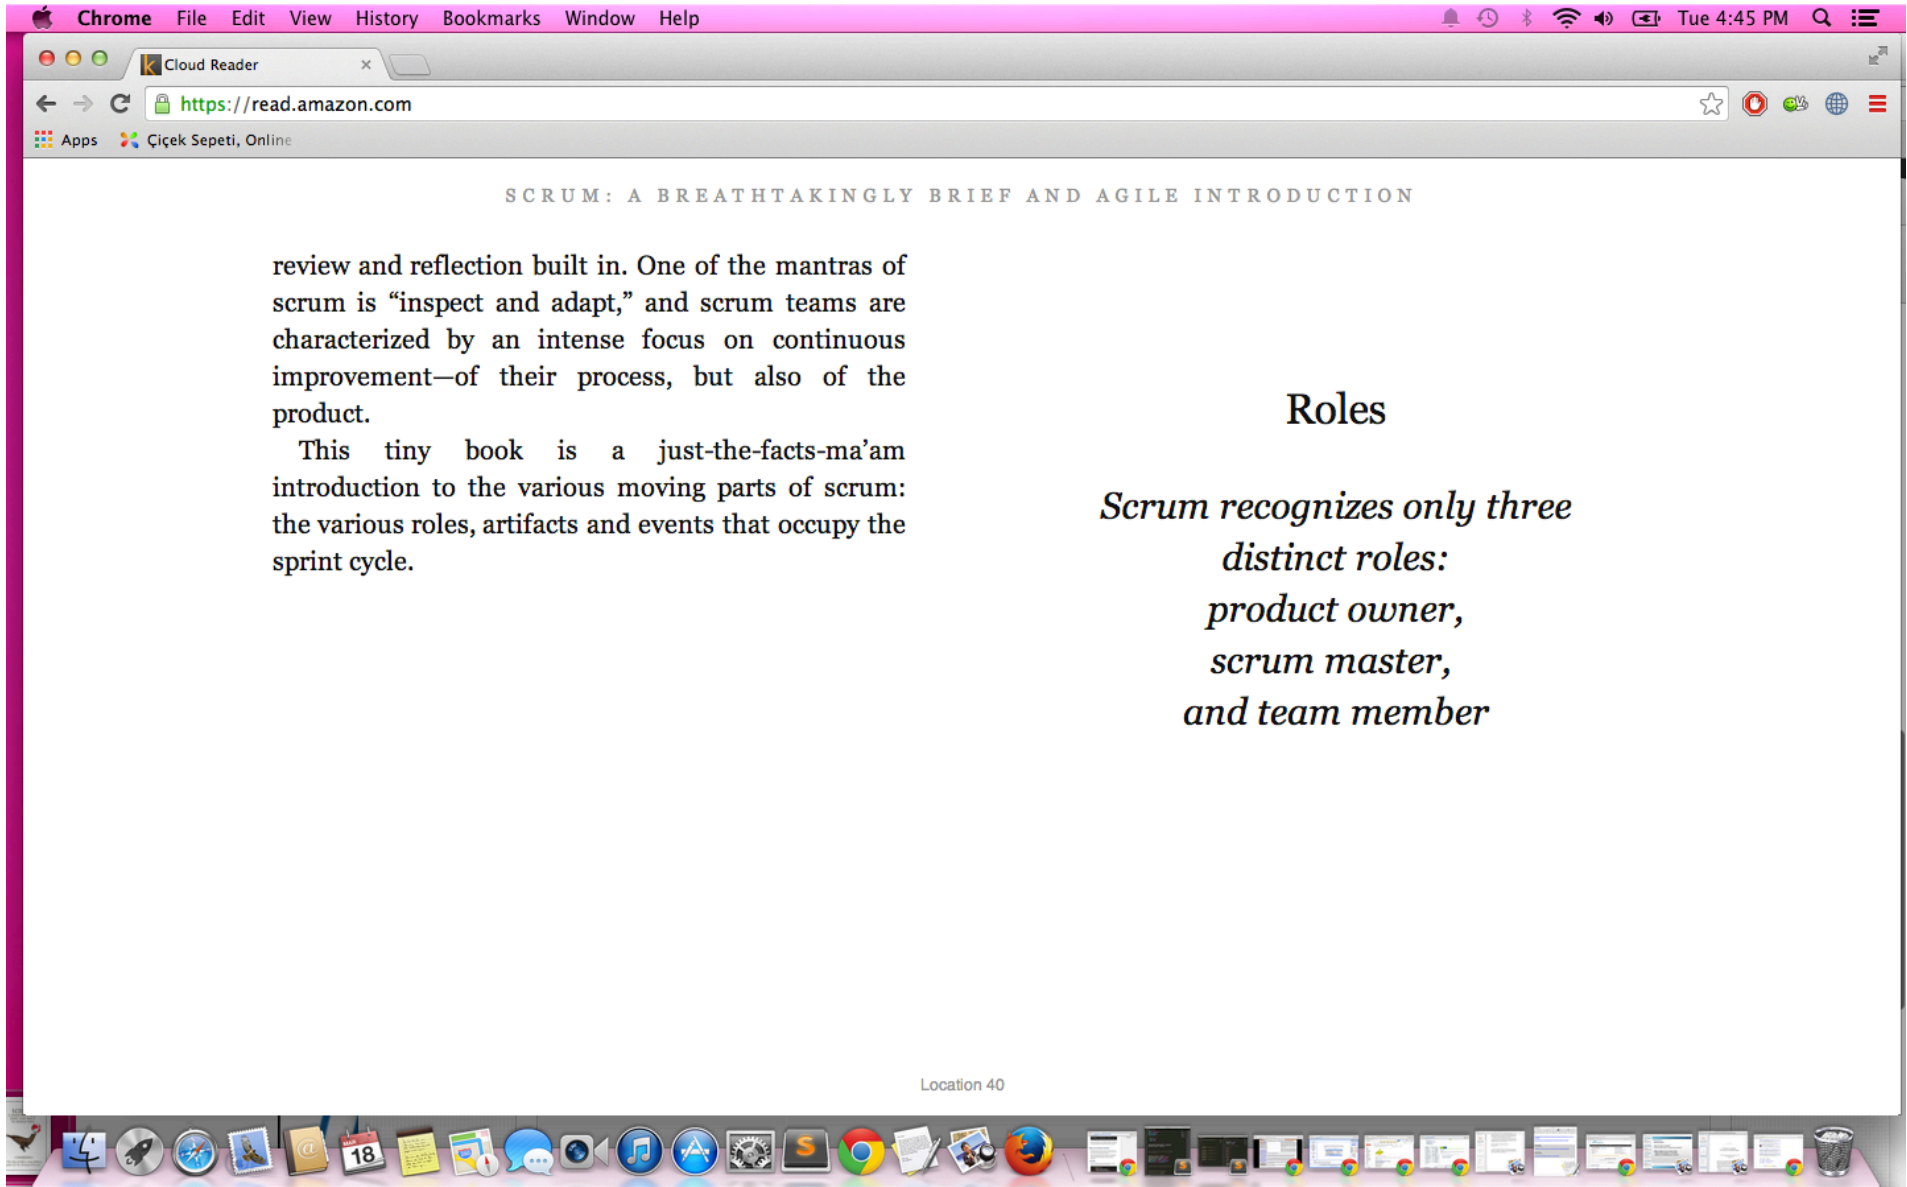 Chrome File Edit View History Bookmarks Window Help Tue 4:45 PM
Cloud Reader
https://read.amazon.com
Apps Çiçek Sepeti, Online
SCRUM: A BREATHTAKINGLY BRIEF AND AGILE INTRODUCTION
review and reflection built in. One of the mantras of
scrum is “inspect and adapt,” and scrum teams are
characterized by an intense focus on continuous
improvement—of their process, but also of the
product.
This tiny book is a just-the-facts-ma’am
introduction to the various moving parts of scrum:
the various roles, artifacts and events that occupy the
sprint cycle.
Roles
Scrum recognizes only three
distinct roles:
product owner,
scrum master,
and team member
Location 40
MAR
18